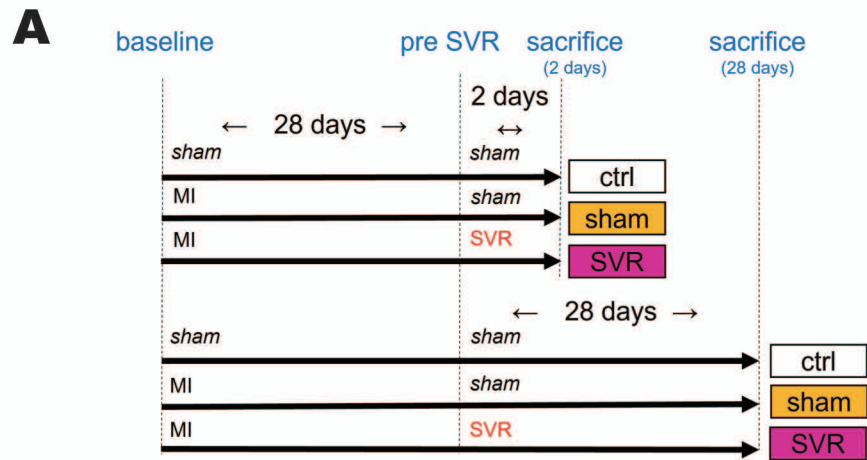 A
baseline pre SVR sacrifice sacrifice
(2 days) (28 days)
2 days
← 28 days → ↔
sham sham
ctrl
MI sham
sham
MI SVR
SVR
← 28 days →
sham sham
ctrl
MI sham
sham
MI SVR
SVR